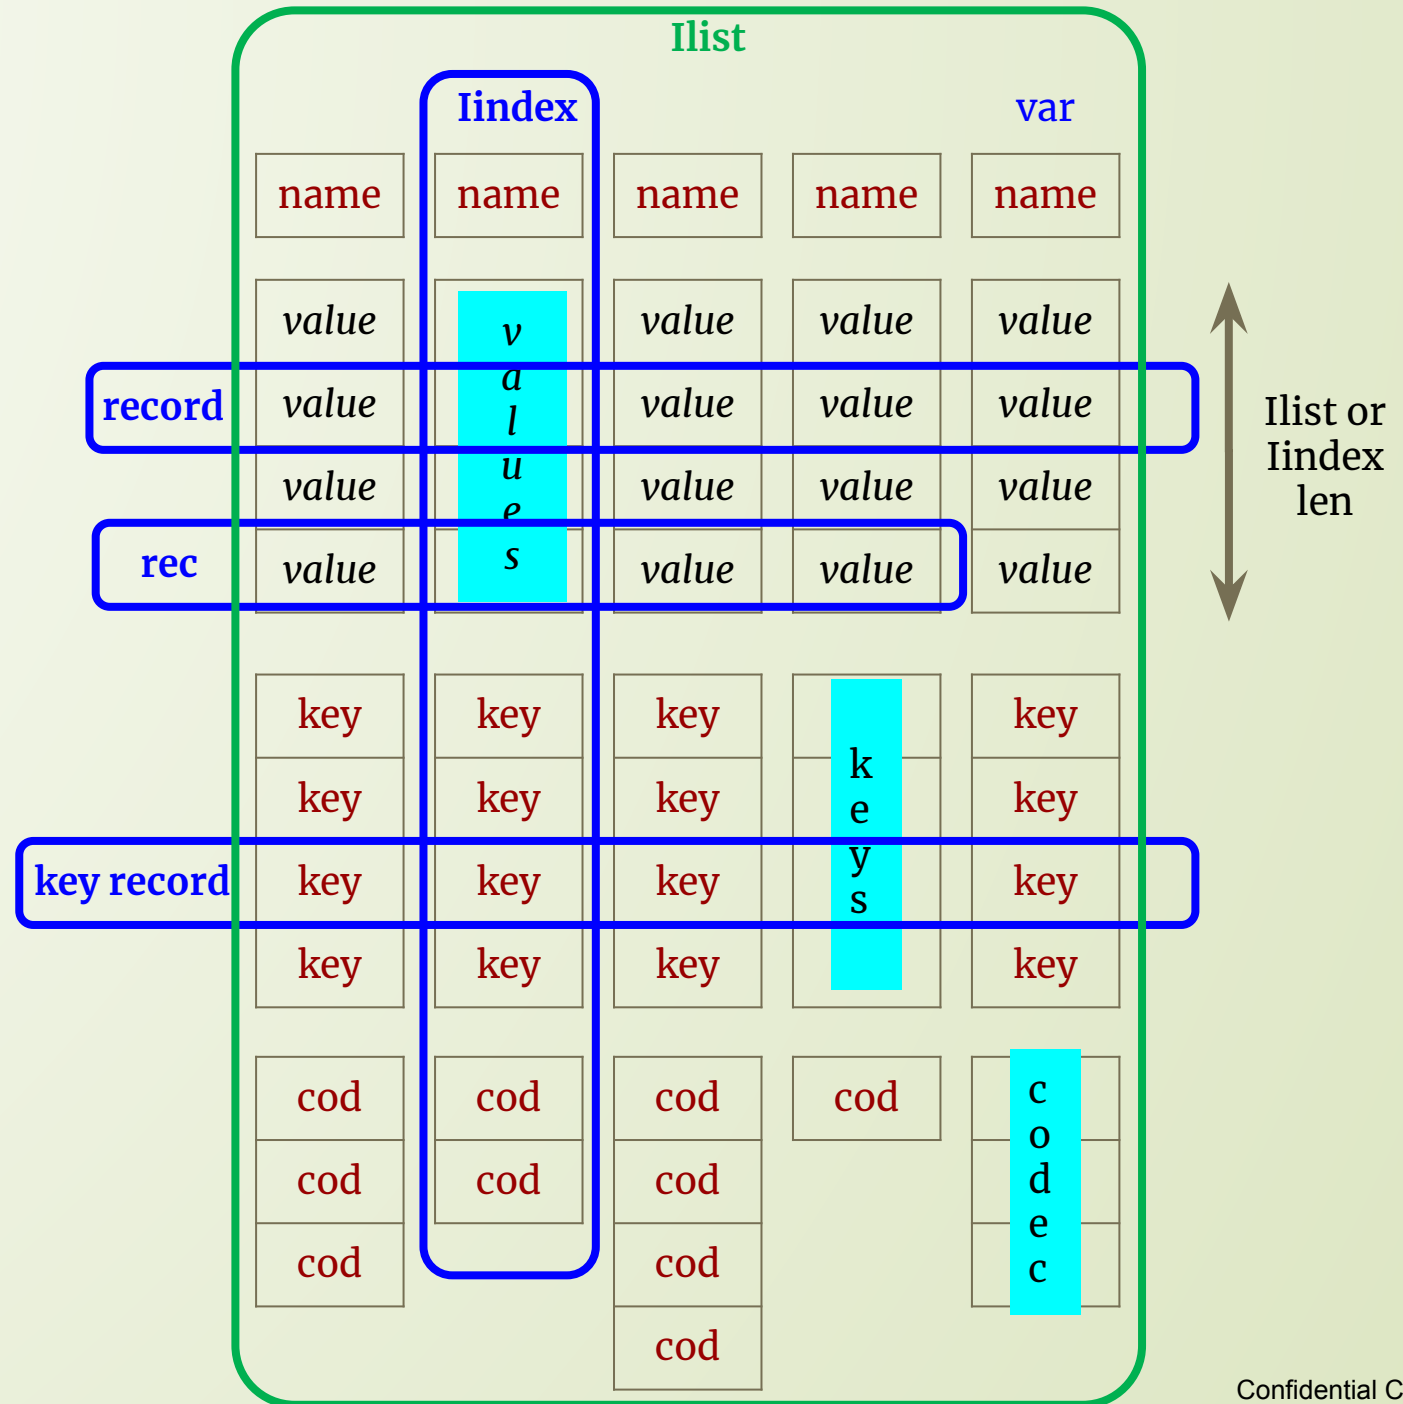 Ilist
Iindex var
name name name name name
value value value value
record value value value value
value value value value
rec value value value value
values
Ilist or
Iindex
len
key key key key
key key key key
key record key key key key
key key key key
keys
cod cod cod cod
cod cod cod
cod cod
cod
codec
Confidential C